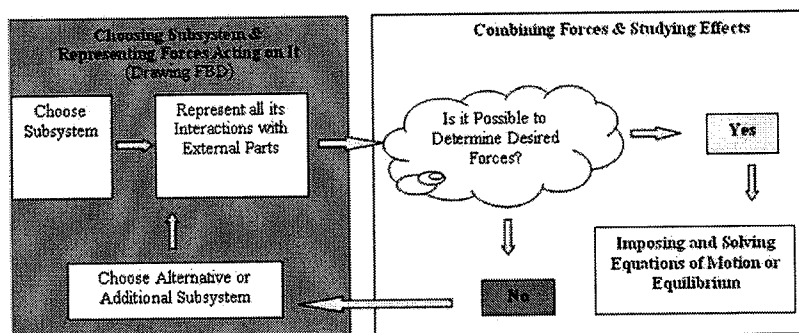 Choosing Subsystem &
Representing Forces Acting on It
(Drawing FBD)
Choose
Subsystem
Represent all its
Interactions with
External Parts
Choose Alternative or
Additional Subsystem
Combining Forces & Studying Effects
Is it Possible to
Determine Desired
Forces?
Yes
No
Imposing and Solving
Equations of Motion or
Equilibrium